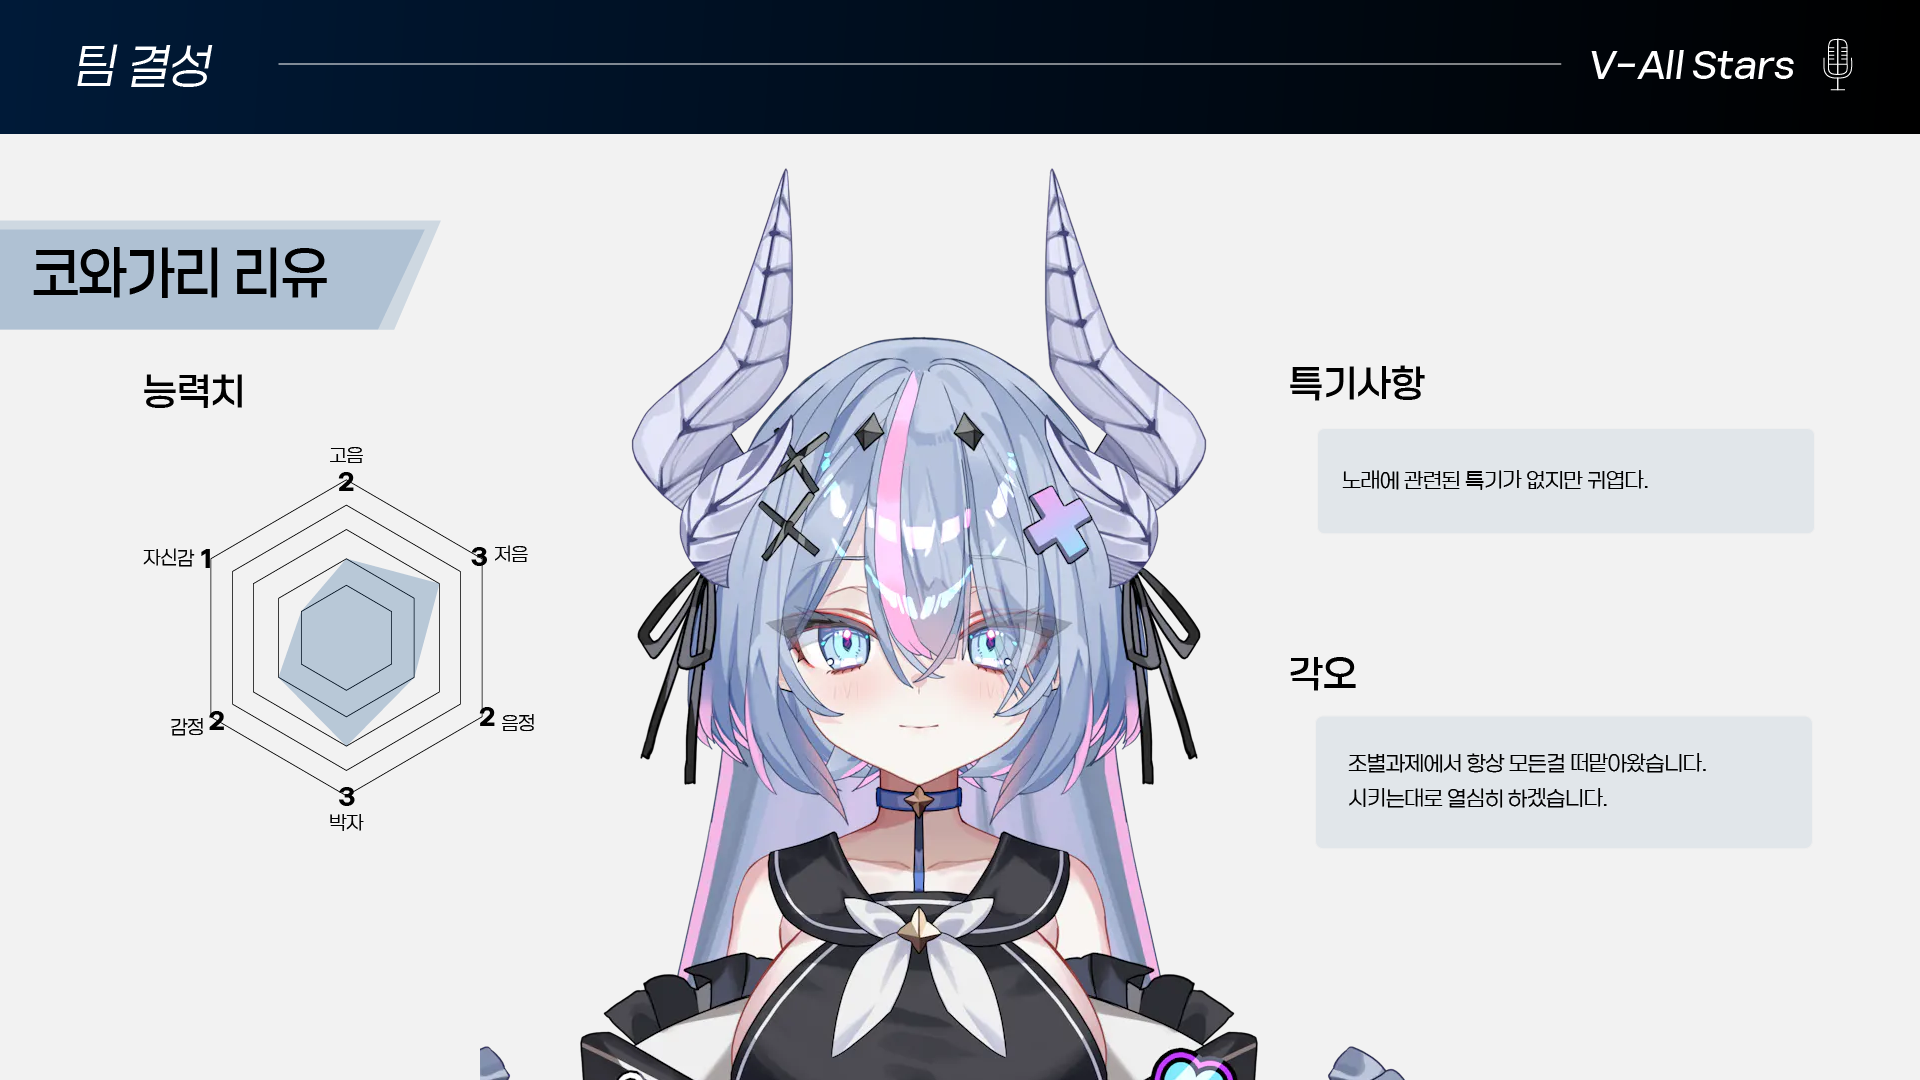 팀 결성
V-All Stars
코와가리 리유
능력치
고음
2
자신감 1
3 저음
감정 2
2 음정
3
박자
특기사항
노래에 관련된 특기가 없지만 귀엽다.
각오
조별과제에서 항상 모든걸 떠맡아왔습니다.
시키는대로 열심히 하겠습니다.